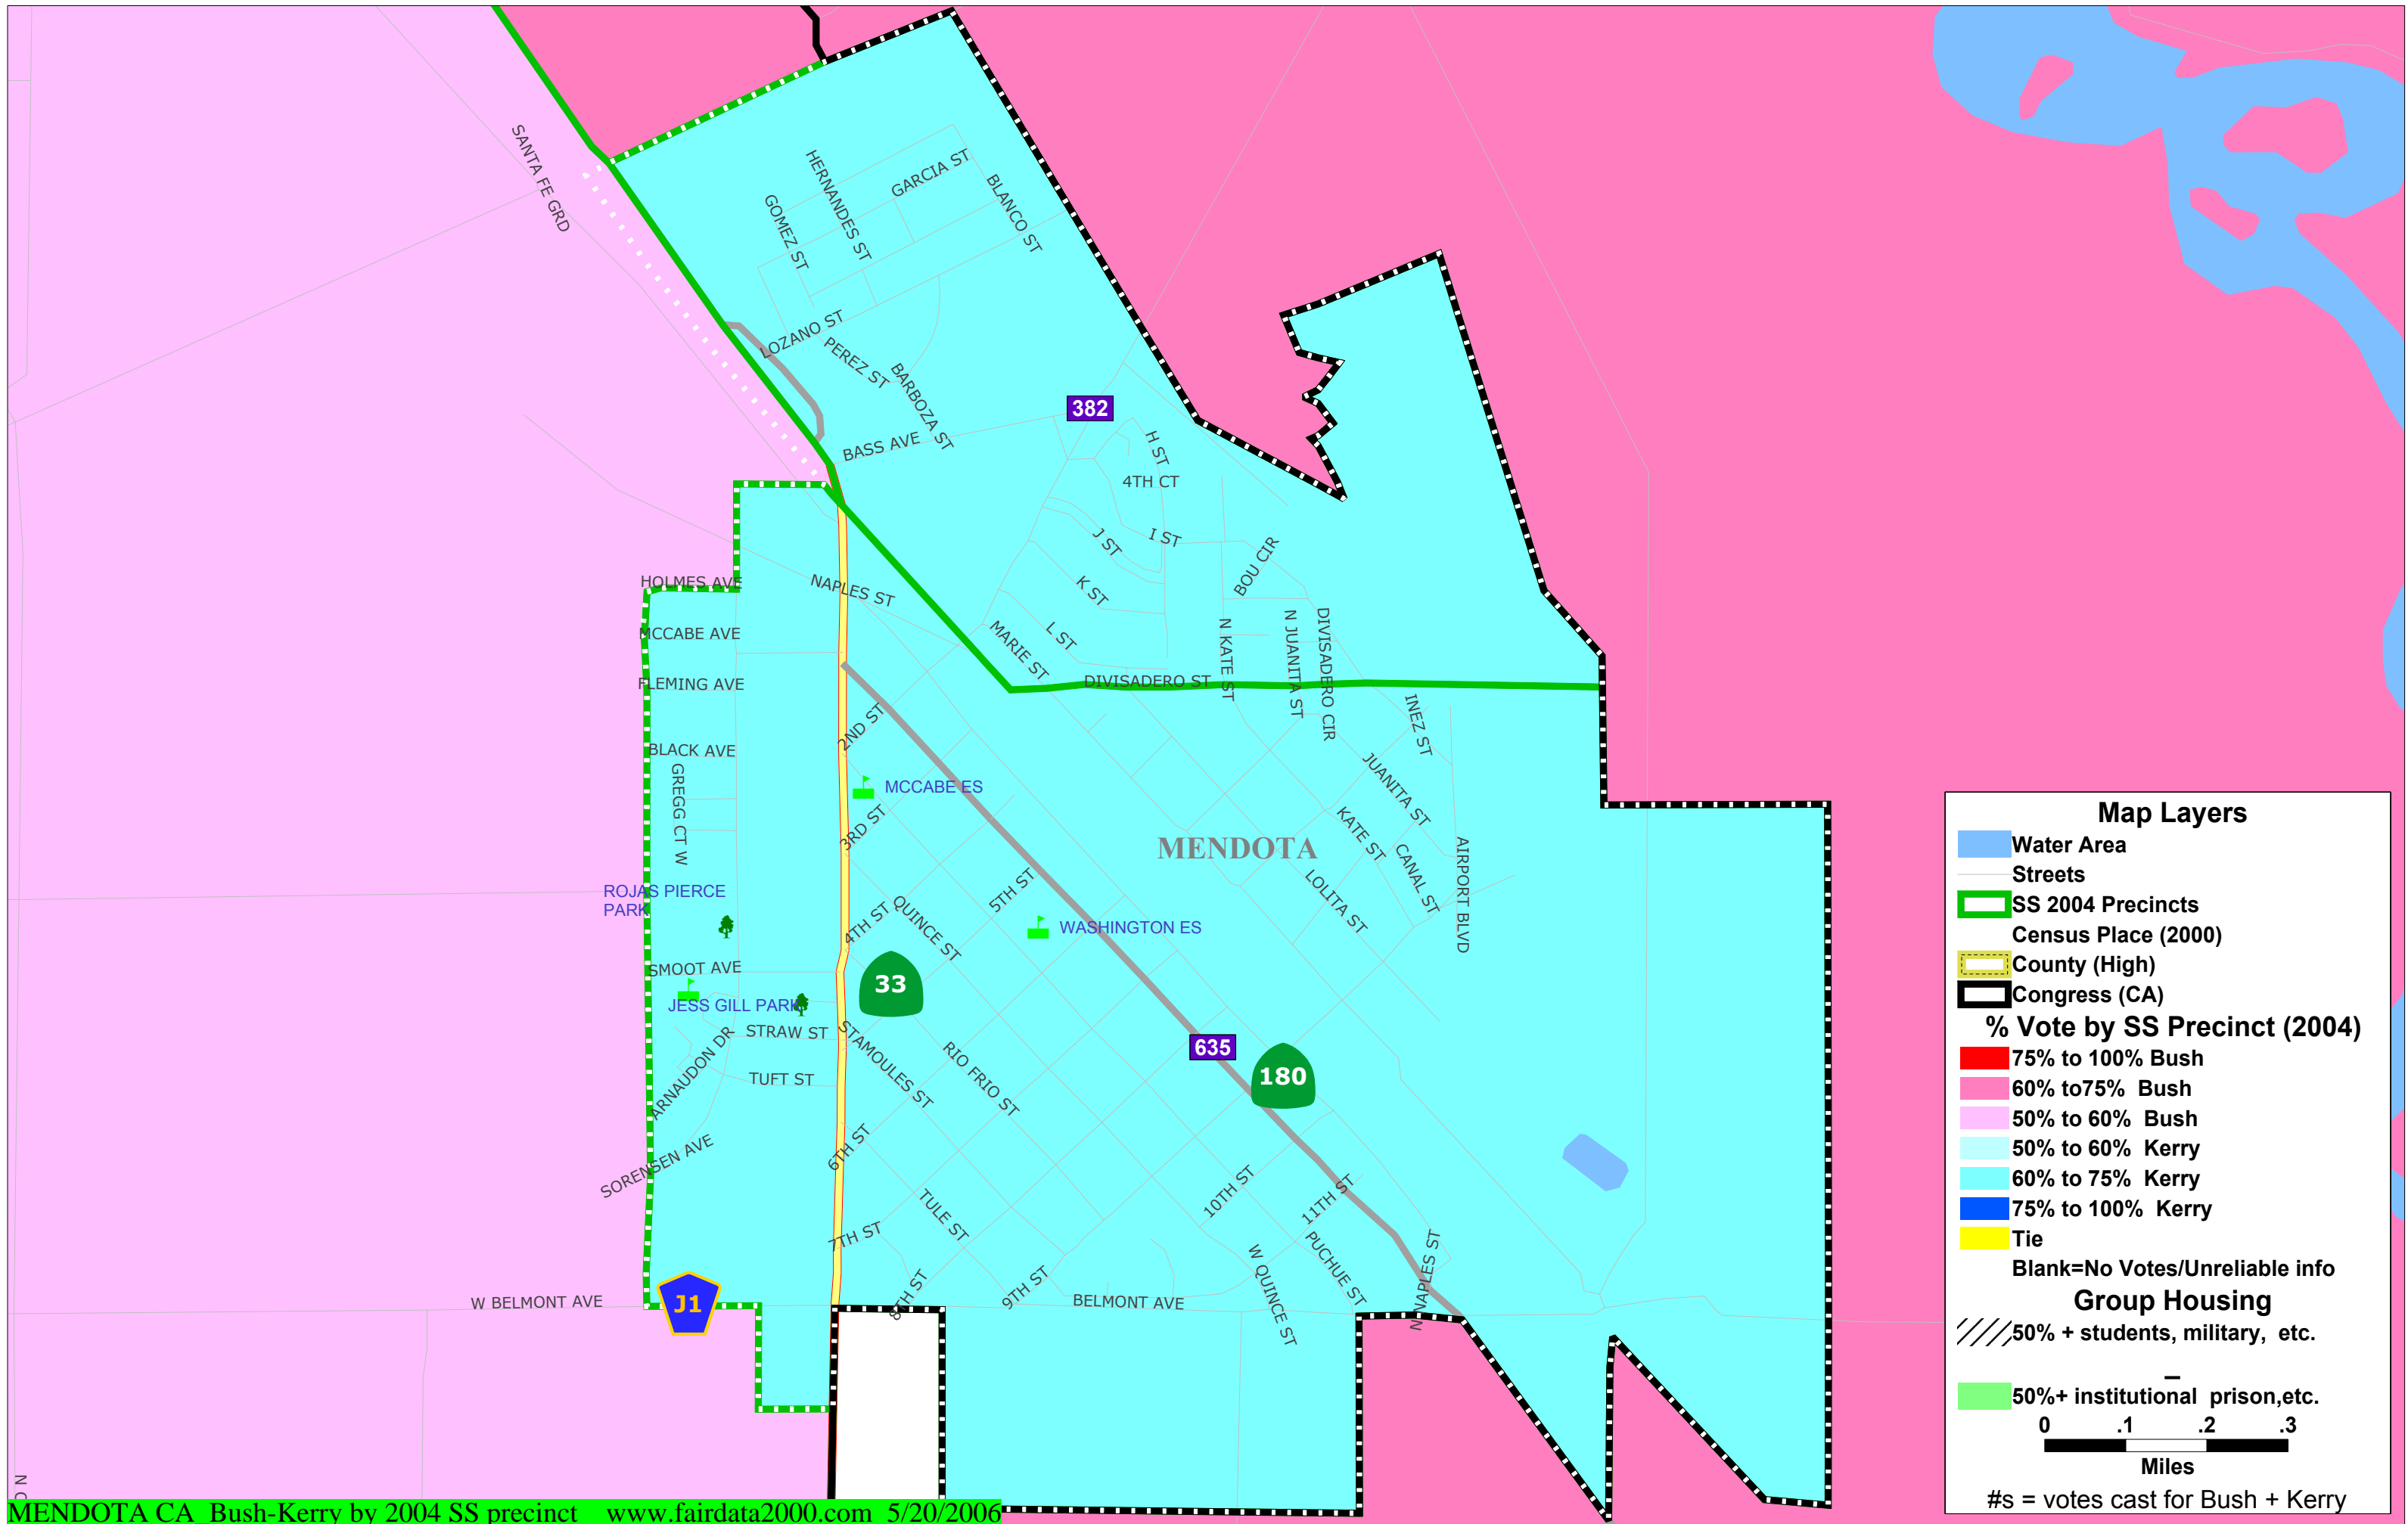 SANTA FE GRD
HERNANDES ST
GARCIA ST
GOMEZ ST
BLANCO ST
LOZANO ST
PEREZ ST
BARBOZA ST
BASS AVE
382
H ST
4TH CT
J ST
I ST
BOU CIR
K ST
HOLMES AVE
NAPLES ST
MCCABE AVE
MARIE ST
L ST
N KATE ST
N JUANITA ST
DIVISADERO CIR
FLEMING AVE
DIVISADERO ST
INEZ ST
2ND ST
BLACK AVE
GREGG CT W
MCCABE ES
JUANITA ST
3RD ST
MENDOTA
KATE ST
CANAL ST
AIRPORT BLVD
ROJAS PIERCE
PARK
LOLITA ST
4TH ST
QUINCE ST
5TH ST
WASHINGTON ES
SMOOT AVE
33
JESS GILL PARK
STRAW ST
ARNAUDON DR
STAMOULES ST
RIO FRIO ST
635
180
TUFT ST
SORENSEN AVE
6TH ST
TULE ST
7TH ST
10TH ST
11TH ST
8TH ST
9TH ST
W QUINCE ST
PUCHUE ST
N NAPLES ST
J1
W BELMONT AVE
BELMONT AVE
Map Layers
Water Area
Streets
SS 2004 Precincts
Census Place (2000)
County (High)
Congress (CA)
% Vote by SS Precinct (2004)
75% to 100% Bush
60% to75% Bush
50% to 60% Bush
50% to 60% Kerry
60% to 75% Kerry
75% to 100% Kerry
Tie
Blank=No Votes/Unreliable info
Group Housing
50% + students, military, etc.
50%+ institutional prison,etc.
0 .1 .2 .3
Miles
#s = votes cast for Bush + Kerry
MENDOTA CA Bush-Kerry by 2004 SS precinct www.fairdata2000.com 5/20/2006